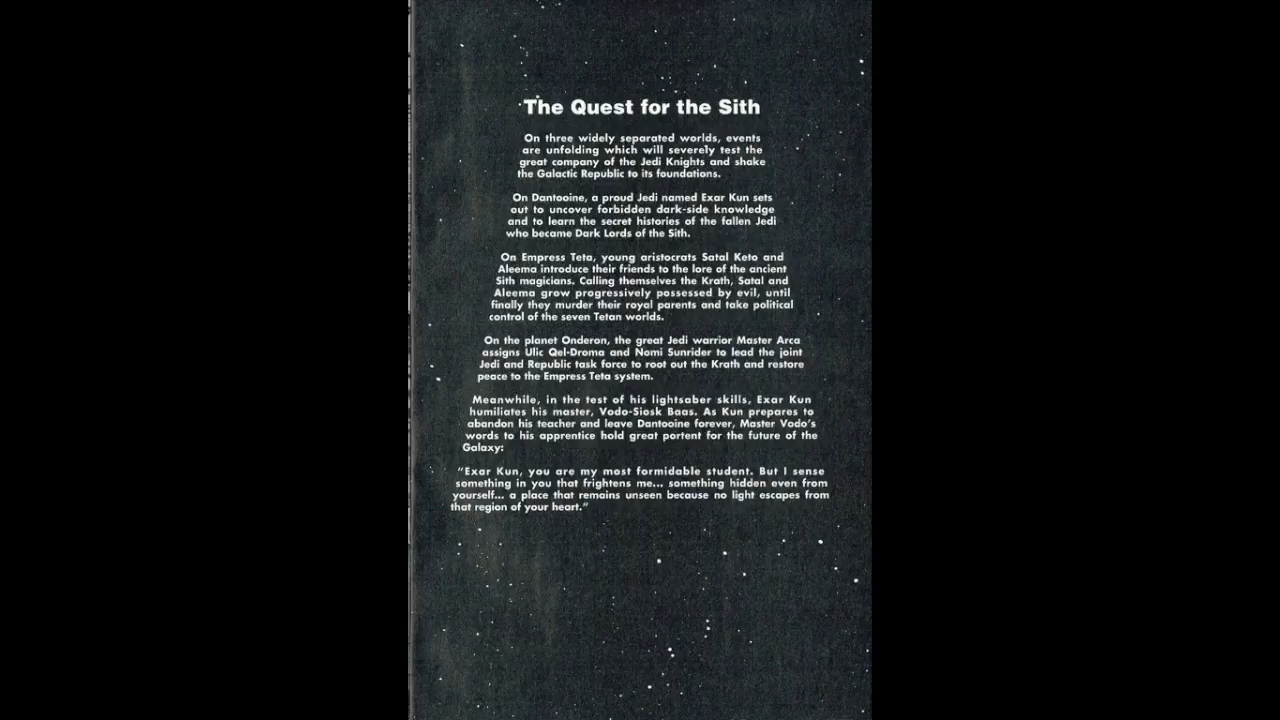 The Quest for the Sith
On three widely separated worlds, events
are unfolding which will severely test the
great company of the Jedi Knights and shake
the Galactic Republic to its foundations.
On Dantooine, a proud Jedi named Exar Kun sets
out to uncover forbidden dark-side knowledge
and to learn the secret histories of the fallen Jedi
who became Dark Lords of the Sith.
On Empress Teta, young aristocrats Satal Keto and
Aleema introduce their friends to the lore of the ancient
Sith magicians. Calling themselves the Krath, Satal and
Aleema grow progressively possessed by evil, until
finally they murder their royal parents and take political
control of the seven Tetan worlds.
On the planet Onderon, the great Jedi warrior Master Arca
assigns Ulic Qel-Droma and Nomi Sunrider to lead the joint
Jedi and Republic task force to root out the Krath and restore
peace to the Empress Teta system.
Meanwhile, in the test of his lightsaber skills, Exar Kun
humiliates his master, Vodo-Siosk Baas. As Kun prepares to
abandon his teacher and leave Dantooine forever, Master Vodo's
words to his apprentice hold great portent for the future of the
Galaxy:
"Exar Kun, you are my most formidable student. But I sense
something in you that frightens me... something hidden even from
yourself... a place that remains unseen because no light escapes from
that region of your heart."